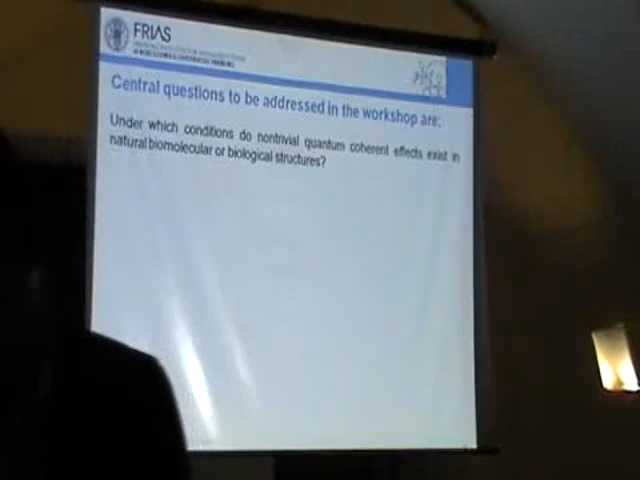 FRIAS
Central questions to be addressed in the workshop are:
Under which conditions do nontrivial quantum coherent effects exist in
natural biomolecular or biological structures?